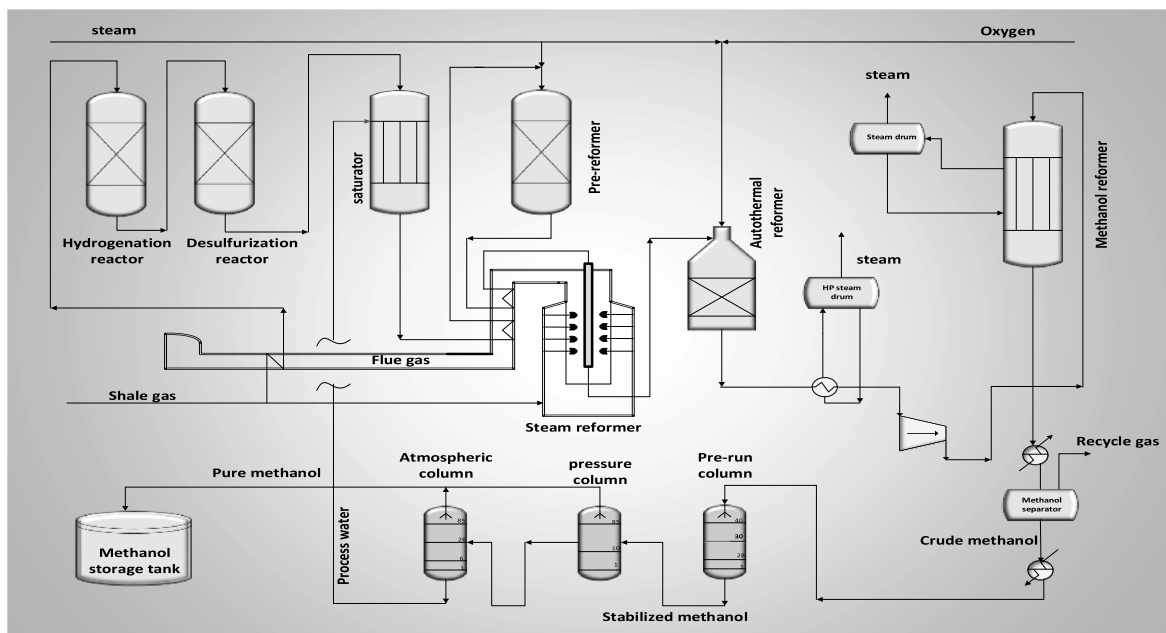 steam
Oxygen
steam
Steam drum
Methanol reformer
saturator
Pre-reformer
Autothermal
reformer
Hydrogenation
reactor
Desulfurization
reactor
steam
HP steam
drum
Flue gas
Shale gas
Steam reformer
Recycle gas
Methanol
separator
Crude methanol
Pure methanol
Atmospheric
column
pressure
column
Pre-run
column
85
26
6
1
85
10
1
40
30
28
1
Methanol
storage tank
Process water
Stabilized methanol